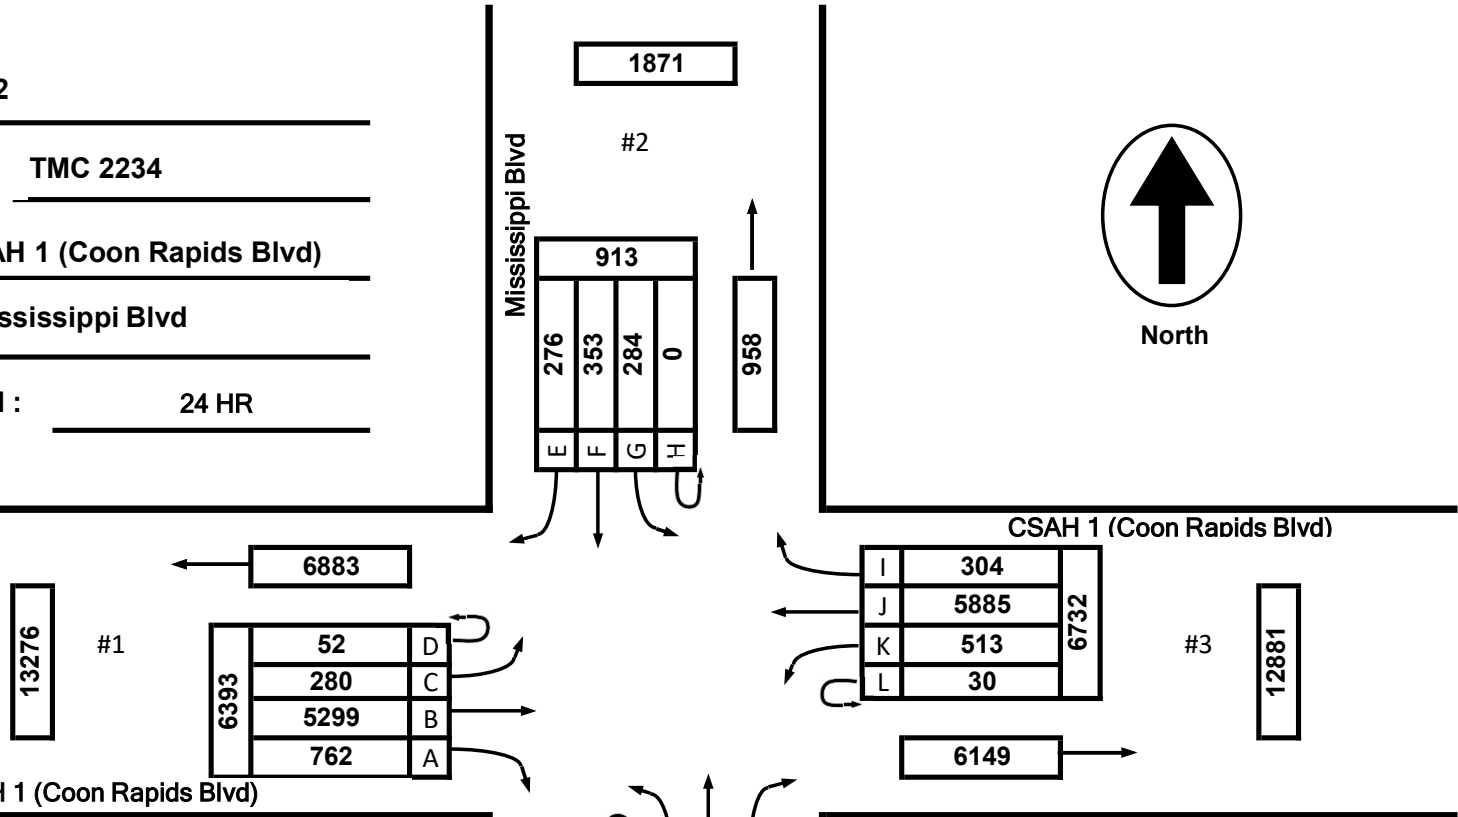 2
TMC 2234
AH 1 (Coon Rapids Blvd)
ssissippi Blvd
:
24 HR
1871
#2
Mississippi Blvd
913
276 353 284 0
E F G H
958
North
CSAH 1 (Coon Rapids Blvd)
6883
13276
#1
6393
52 D
280 C
5299 B
762 A
I 304
J 5885
K 513
L 30
6732
#3
12881
6149
H 1 (Coon Rapids Blvd)